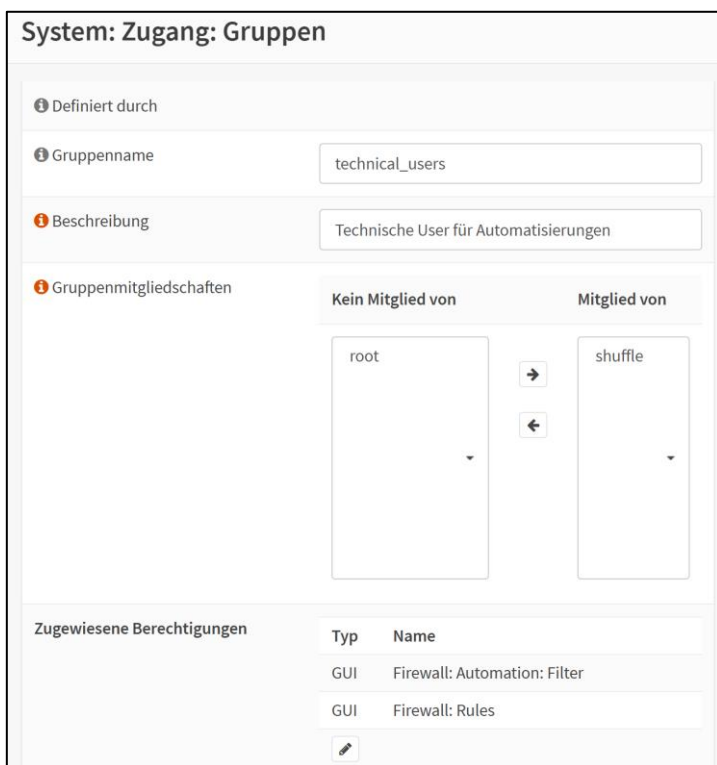 System: Zugang: Gruppen
Definiert durch
Gruppenname
technical_users
Beschreibung
Technische User für Automatisierungen
Gruppenmitgliedschaften
Kein Mitglied von Mitglied von
root shuffle
Zugewiesene Berechtigungen
Typ Name
GUI Firewall: Automation: Filter
GUI Firewall: Rules